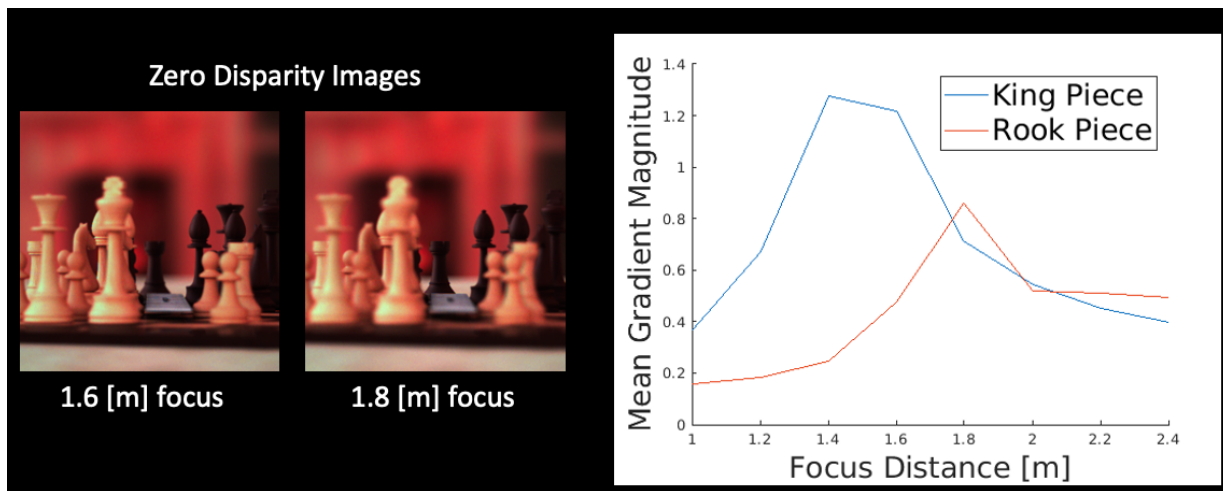 Zero Disparity Images
1.6 [m] focus
1.8 [m] focus
Mean Gradient Magnitude
1.4
1.2
1
0.8
0.6
0.4
0.2
0
King Piece
Rook Piece
1 1.2 1.4 1.6 1.8 2 2.2 2.4
Focus Distance [m]